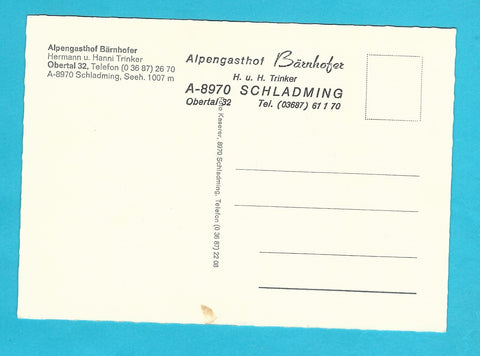 Alpengasthof Bärnhofer
Hermann u. Hanni Trinker
Obertal 32, Telefon (0 36 87) 26 70
A-8970 Schladming, Seeh. 1007 m
Alpengasthof Bärnhofer
H. u. H. Trinker
A-8970 SCHLADMING
Obertal 32 Tel. (03687) 61 1 70
Foto Kaserer, 8970 Schladming, Telefon (0 36 87) 22 08